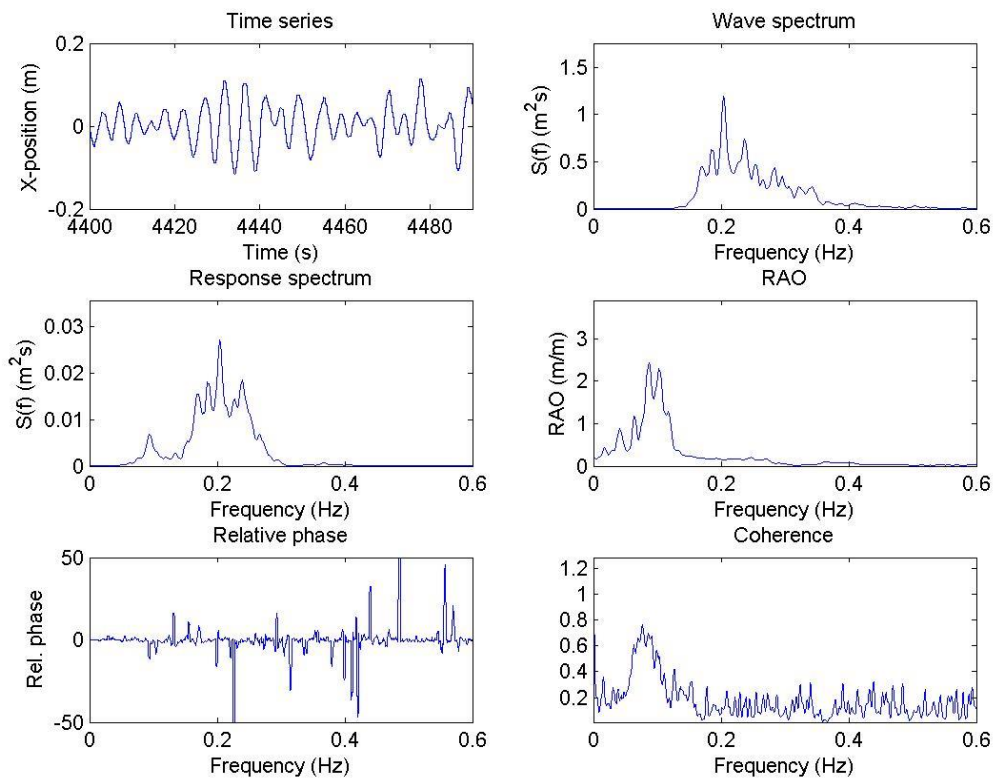 Time series
X-position (m)
0.2
0
-0.2
4400 4420 4440 4460 4480
Time (s)
Wave spectrum
S(f) (m²s)
1.5
1
0.5
0
0 0.2 0.4 0.6
Frequency (Hz)
Response spectrum
S(f) (m²s)
0.03
0.02
0.01
0
0 0.2 0.4 0.6
Frequency (Hz)
RAO
RAO (m/m)
3
2
1
0
0 0.2 0.4 0.6
Frequency (Hz)
Relative phase
Rel. phase
50
0
-50
0 0.2 0.4 0.6
Frequency (Hz)
Coherence
1.2
1
0.8
0.6
0.4
0.2
0 0.2 0.4 0.6
Frequency (Hz)